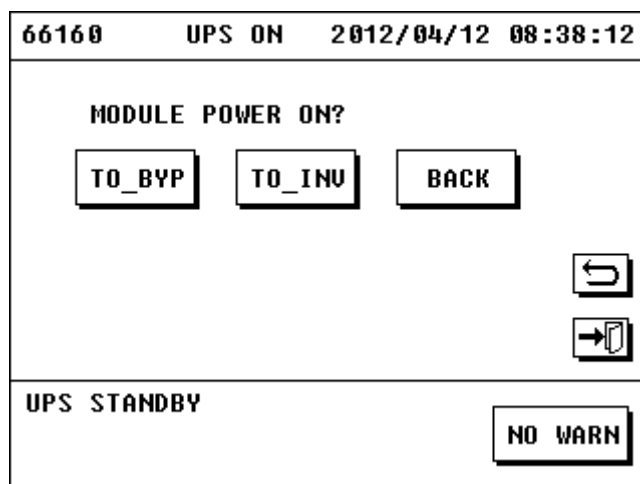 66160 UPS ON 2012/04/12 08:38:12
MODULE POWER ON?
TO_BYP TO_INV BACK
UPS STANDBY
NO WARN